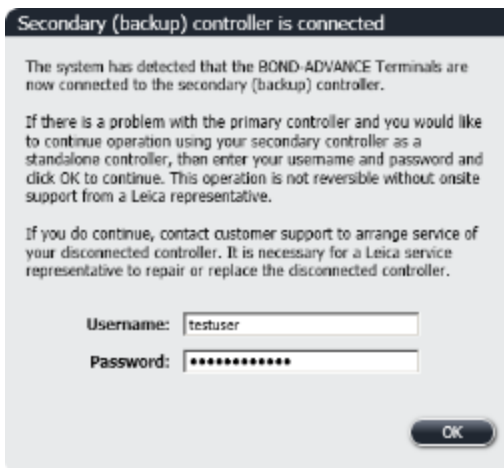 Secondary (backup) controller is connected
The system has detected that the BOND-ADVANCE Terminals are
now connected to the secondary (backup) controller.
If there is a problem with the primary controller and you would like
to continue operation using your secondary controller as a
standalone controller, then enter your username and password and
click OK to continue. This operation is not reversible without onsite
support from a Leica representative.
If you do continue, contact customer support to arrange service of
your disconnected controller. It is necessary for a Leica service
representative to repair or replace the disconnected controller.
Username: testuser
Password: ••••••••••••
OK